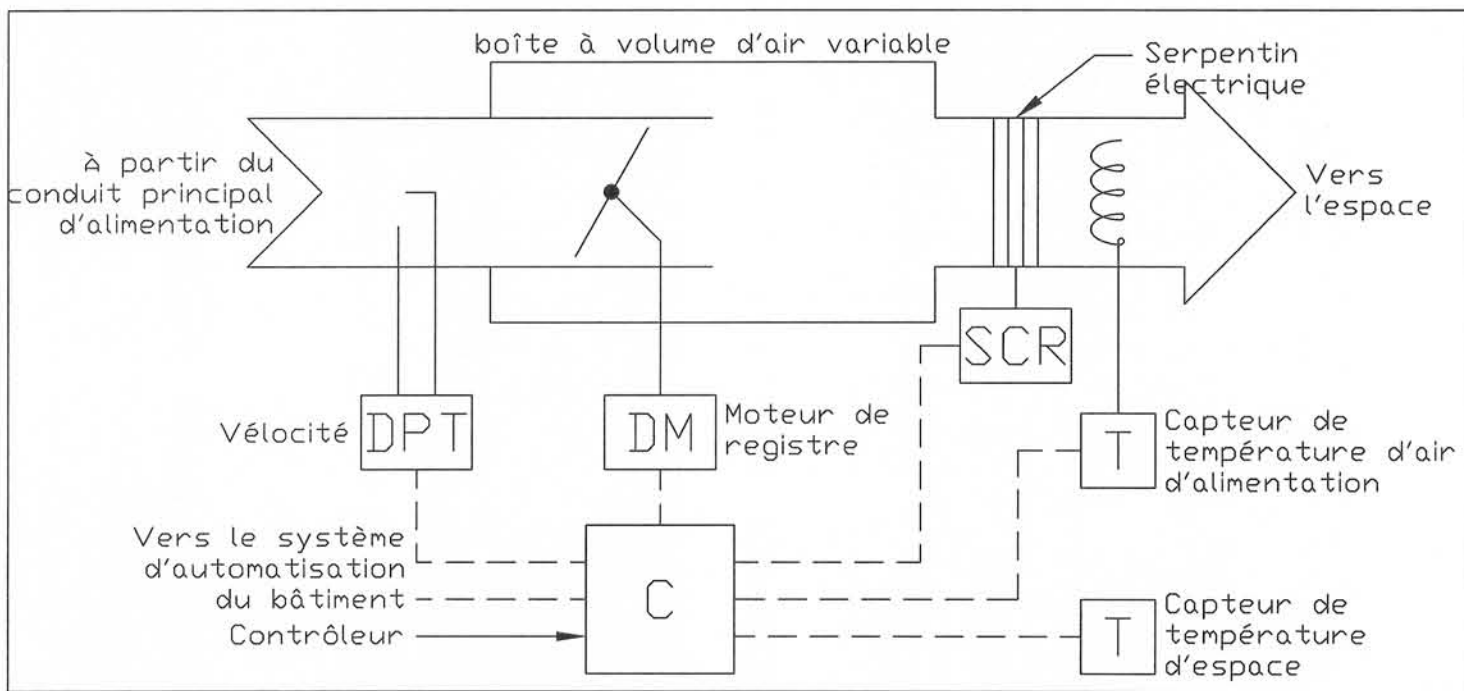 boîte à volume d'air variable
Serpentin
électrique
À partir du
conduit principal
d'alimentation
Vers
l'espace
SCR
Vélocité
DPT
DM
Moteur de
registre
T
Capteur de
température d'air
d'alimentation
Vers le système
d'automatisation
du bâtiment
Contrôleur
C
T
Capteur de
température
d'espace